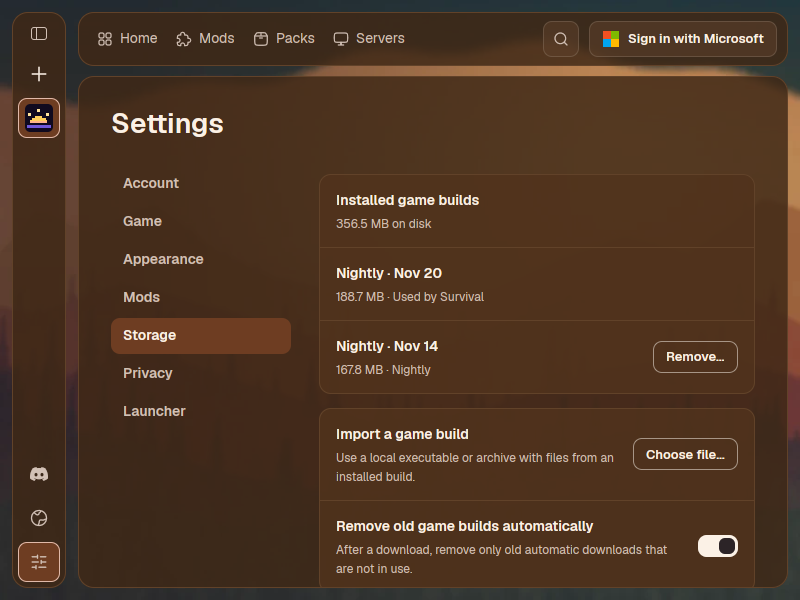 Home
Mods
Packs
Servers
Sign in with Microsoft
Settings
Account
Game
Appearance
Mods
Storage
Privacy
Launcher
Installed game builds
356.5 MB on disk
Nightly · Nov 20
188.7 MB · Used by Survival
Nightly · Nov 14
167.8 MB · Nightly
Remove...
Import a game build
Use a local executable or archive with files from an
installed build.
Choose file...
Remove old game builds automatically
After a download, remove only old automatic downloads that
are not in use.